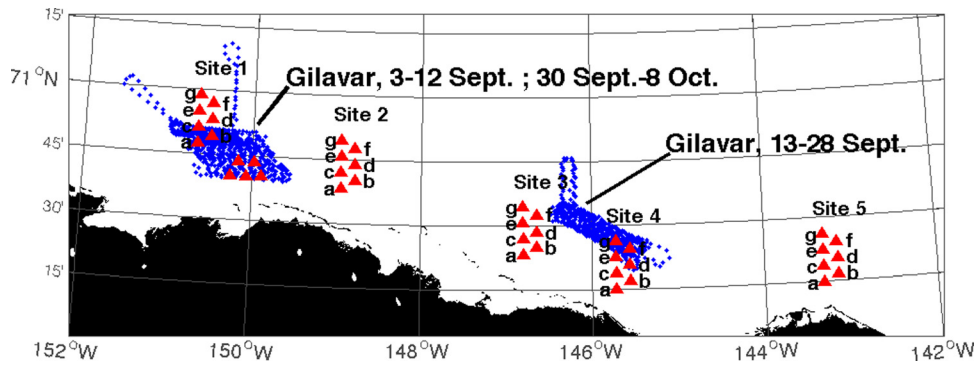 15'
Site 1
71°N
Gilavar, 3-12 Sept. ; 30 Sept.-8 Oct.
g
f
e
d
c
b
a
Site 2
g
f
e
d
c
b
a
45'
Gilavar, 13-28 Sept.
Site 3
g
f
e
d
c
b
a
Site 4
g
f
e
d
c
b
a
Site 5
g
f
e
d
c
b
a
30'
15'
152°W
150°W
148°W
146°W
144°W
142°W